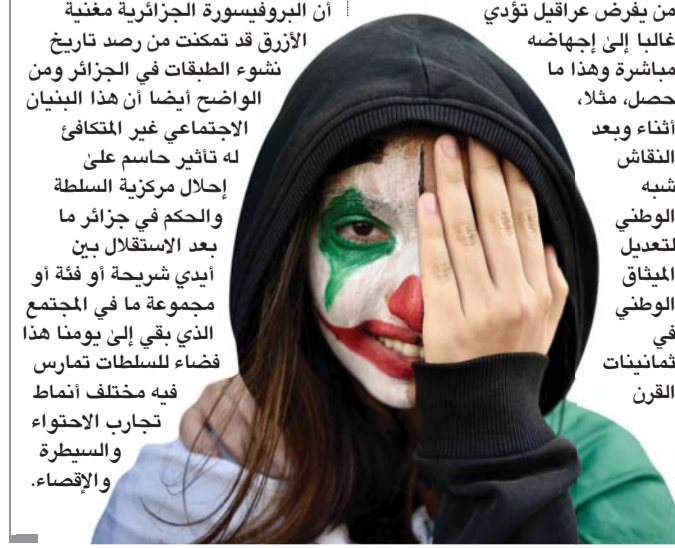 من يفرض عراقيل تؤدي
غالبا إلىٰ إجهاضه
مباشرة وهذا ما
حصل، مثلا،
أثناء وبعد
النقاش
شبه
الوطني
لتعديل
الميثاق
الوطني
في
ثمانينات
القرن
أن البروفيسورة الجزائرية مغنية
الأزرق قد تمكنت من رصد تاريخ
نشوء الطبقات في الجزائر ومن
الواضح أيضا أن هذا البنيان
الاجتماعي غير المتكافئ
له تأثير حاسم علىٰ
إحلال مركزية السلطة
والحكم في جزائر ما
بعد الاستقلال بين
أيدي شريحة أو فئة أو
مجموعة ما في المجتمع
الذي بقي إلىٰ يومنا هذا
فضاء للسلطات تمارس
فيه مختلف أنماط
تجارب الاحتواء
والسيطرة
والإقصاء.